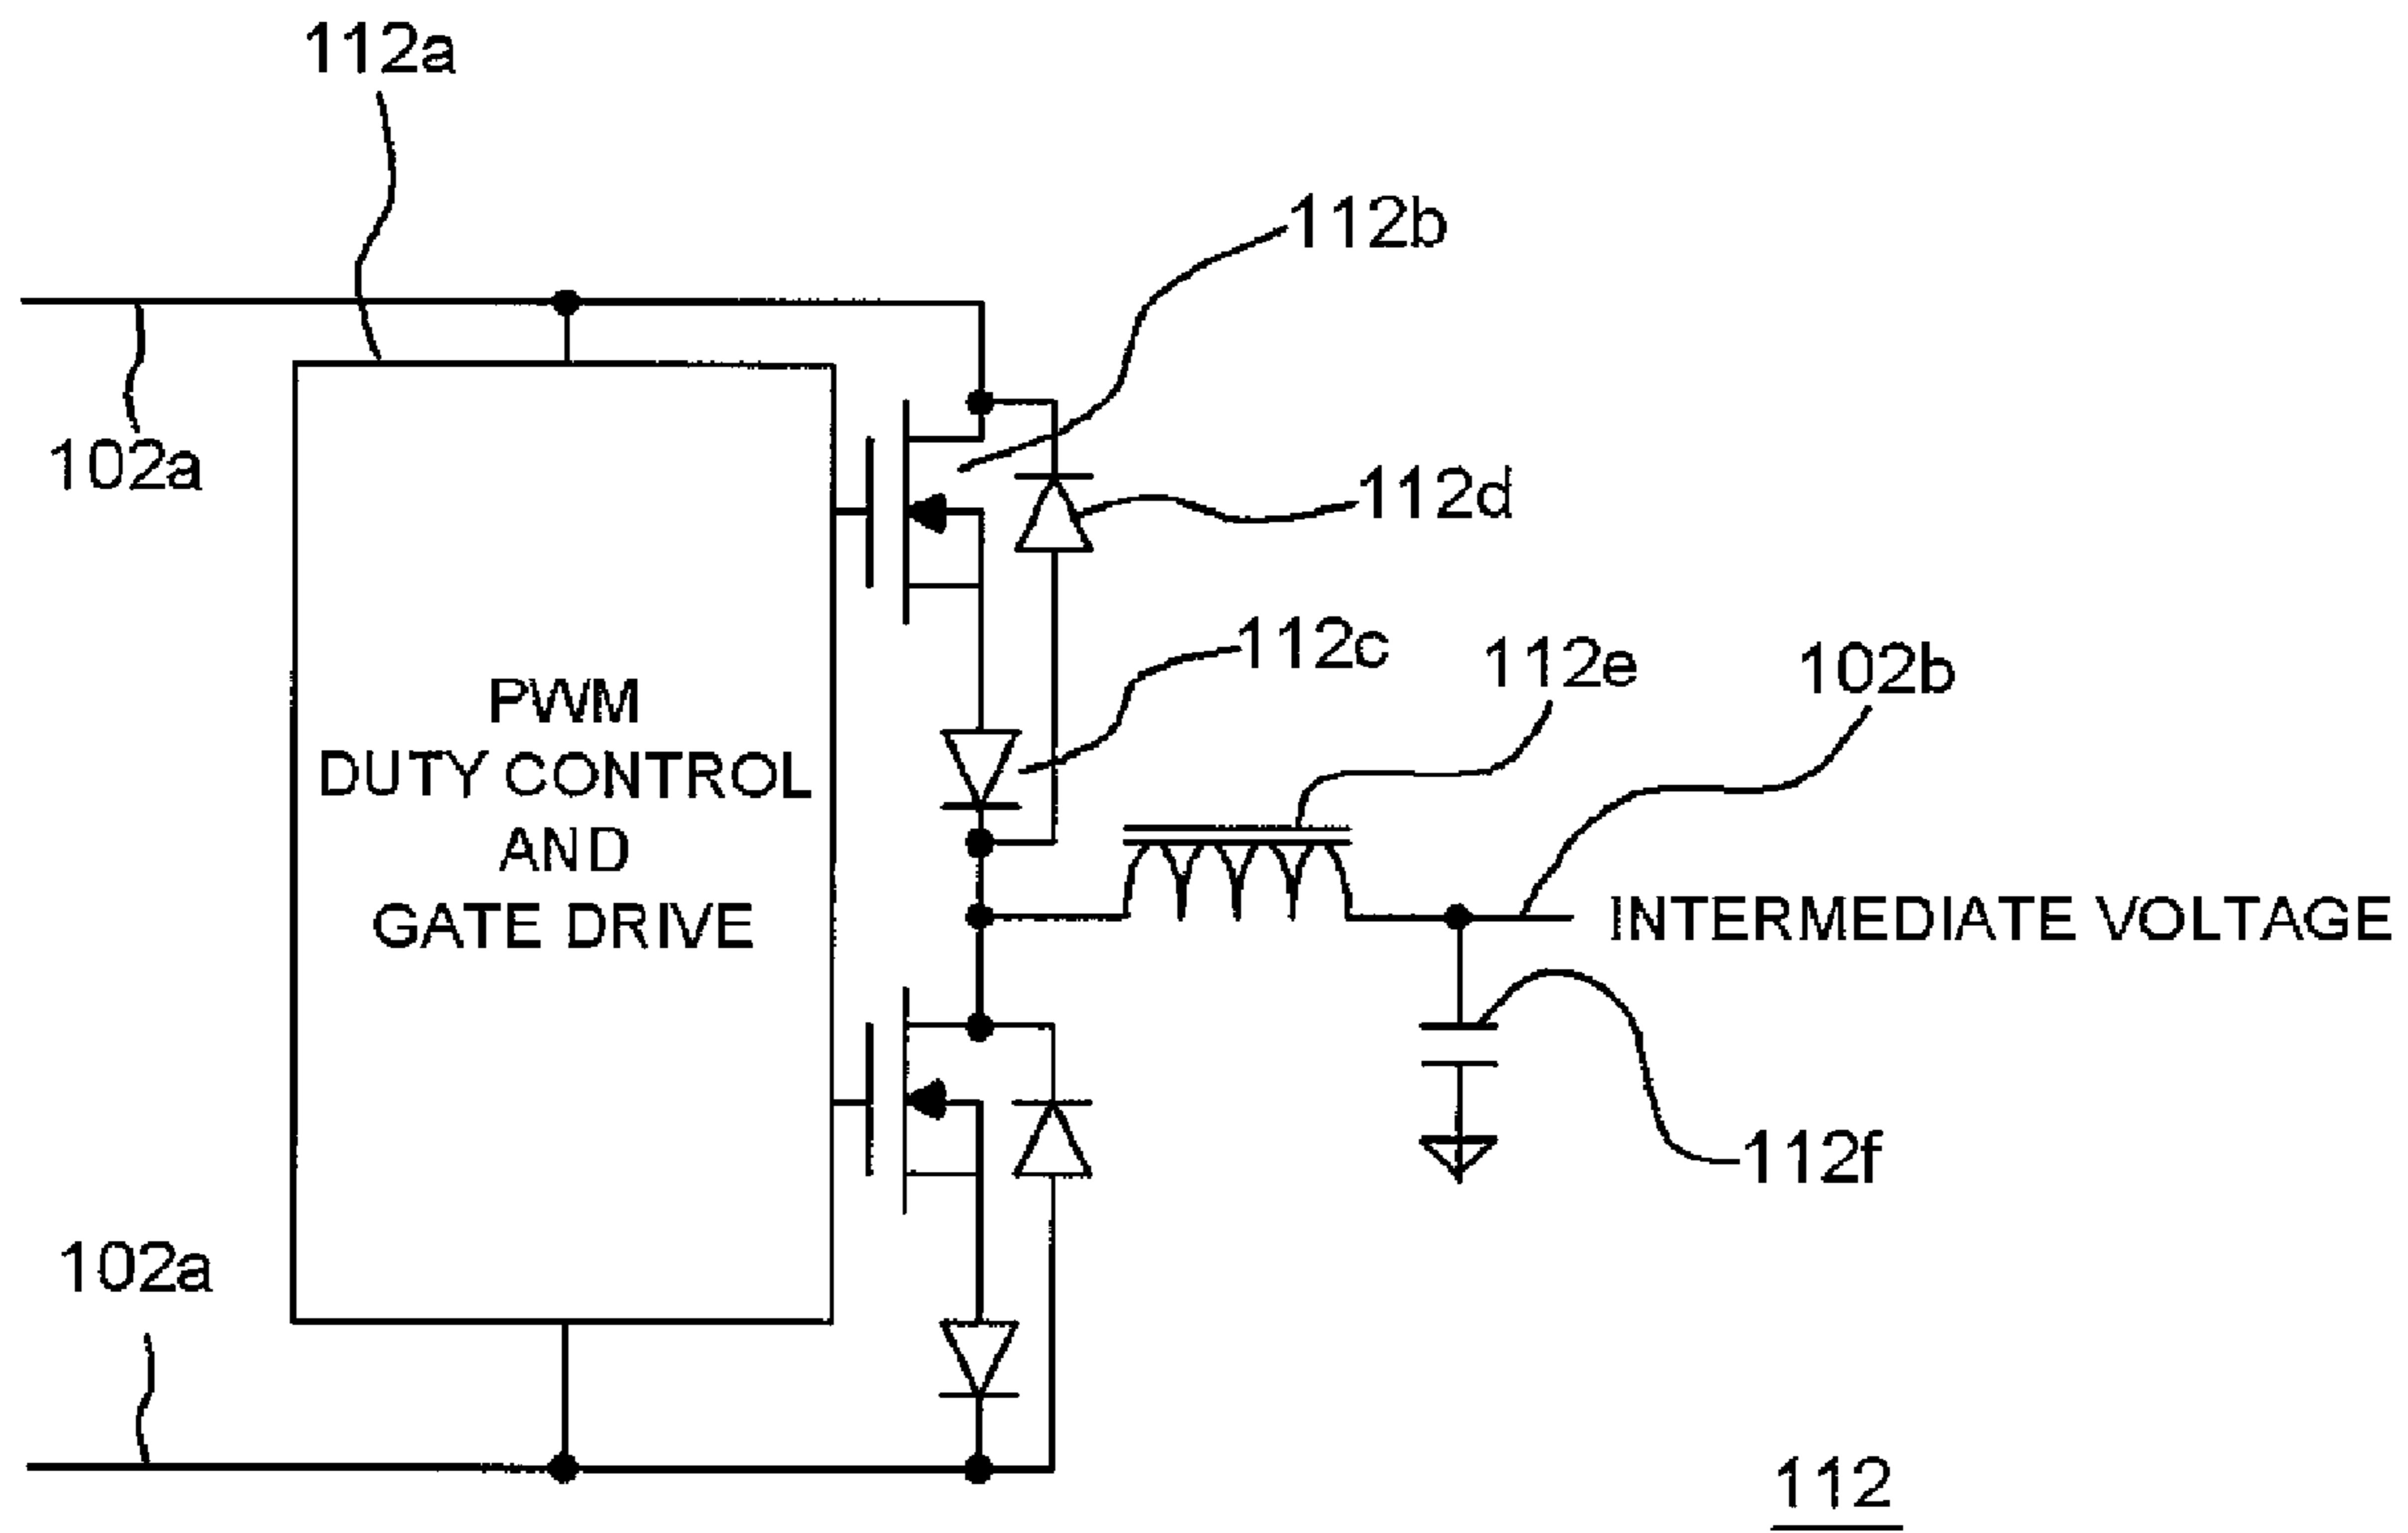 112a
112b
102a
112d
112c
112e
102b
PWM
DUTY CONTROL
AND
GATE DRIVE
INTERMEDIATE VOLTAGE
112f
102a
112